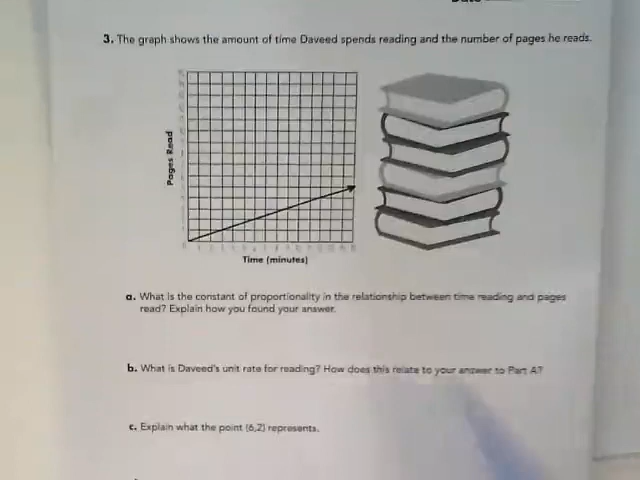 3. The graph shows the amount of time Daveed spends reading and the number of pages he reads.
Pages Read
Time (minutes)
a. What is the constant of proportionality in the relationship between time reading and pages
read? Explain how you found your answer.
b. What is Daveed's unit rate for reading? How does this relate to your answer to Part A?
c. Explain what the point (6,2) represents.